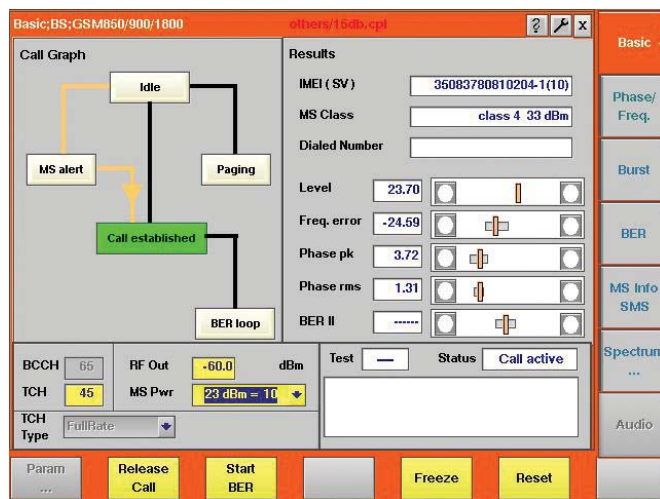 Basic;BS;GSM850/900/1800
others/15db.cpl
?
x
Call Graph
Idle
MS alert
Paging
Call established
BER loop
Results
IMEI ( SV )
35083780810204-1(10)
MS Class
class 4 33 dBm
Dialed Number
Level
23.70
Freq. error
-24.59
Phase pk
3.72
Phase rms
1.31
BER II
------
BCCH
65
RF Out
-60.0
dBm
TCH
45
MS Pwr
23 dBm = 10
TCH
Type
FullRate
Test
—
Status
Call active
Basic
Phase/
Freq.
Burst
BER
MS Info
SMS
Spectrum
...
Audio
Param
...
Release
Call
Start
BER
Freeze
Reset